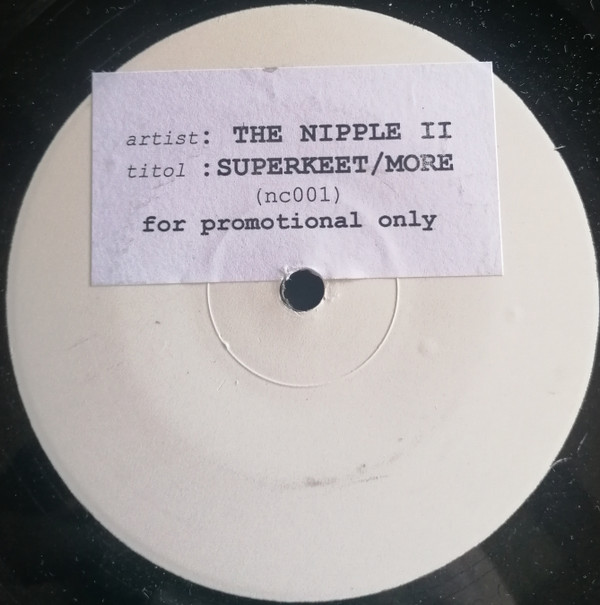 artist: THE NIPPLE II
titol :SUPERKEET/MORE
(nc001)
for promotional only